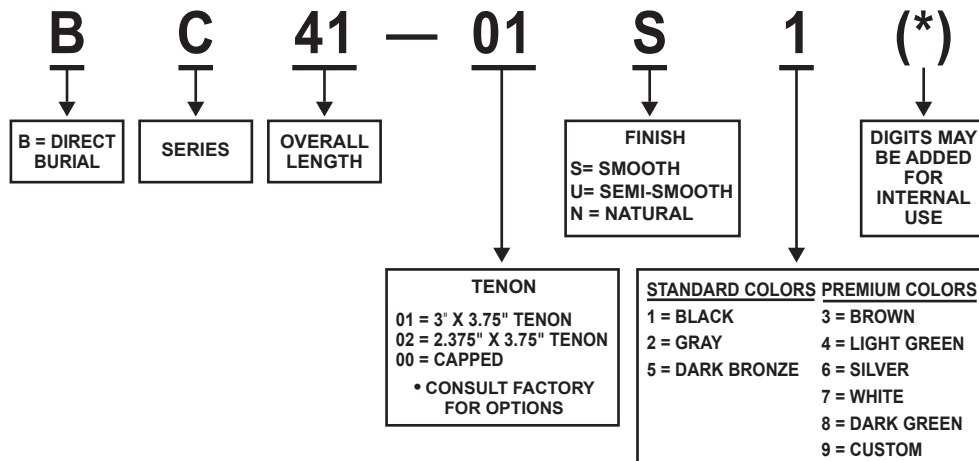 B C 41 — 01 S 1 (*)
B = DIRECT
BURIAL
SERIES
OVERALL
LENGTH
FINISH
S= SMOOTH
U= SEMI-SMOOTH
N = NATURAL
DIGITS MAY
BE ADDED
FOR
INTERNAL
USE
TENON
01 = 3" X 3.75" TENON
02 = 2.375" X 3.75" TENON
00 = CAPPED
• CONSULT FACTORY
FOR OPTIONS
STANDARD COLORS
1 = BLACK
2 = GRAY
5 = DARK BRONZE
PREMIUM COLORS
3 = BROWN
4 = LIGHT GREEN
6 = SILVER
7 = WHITE
8 = DARK GREEN
9 = CUSTOM